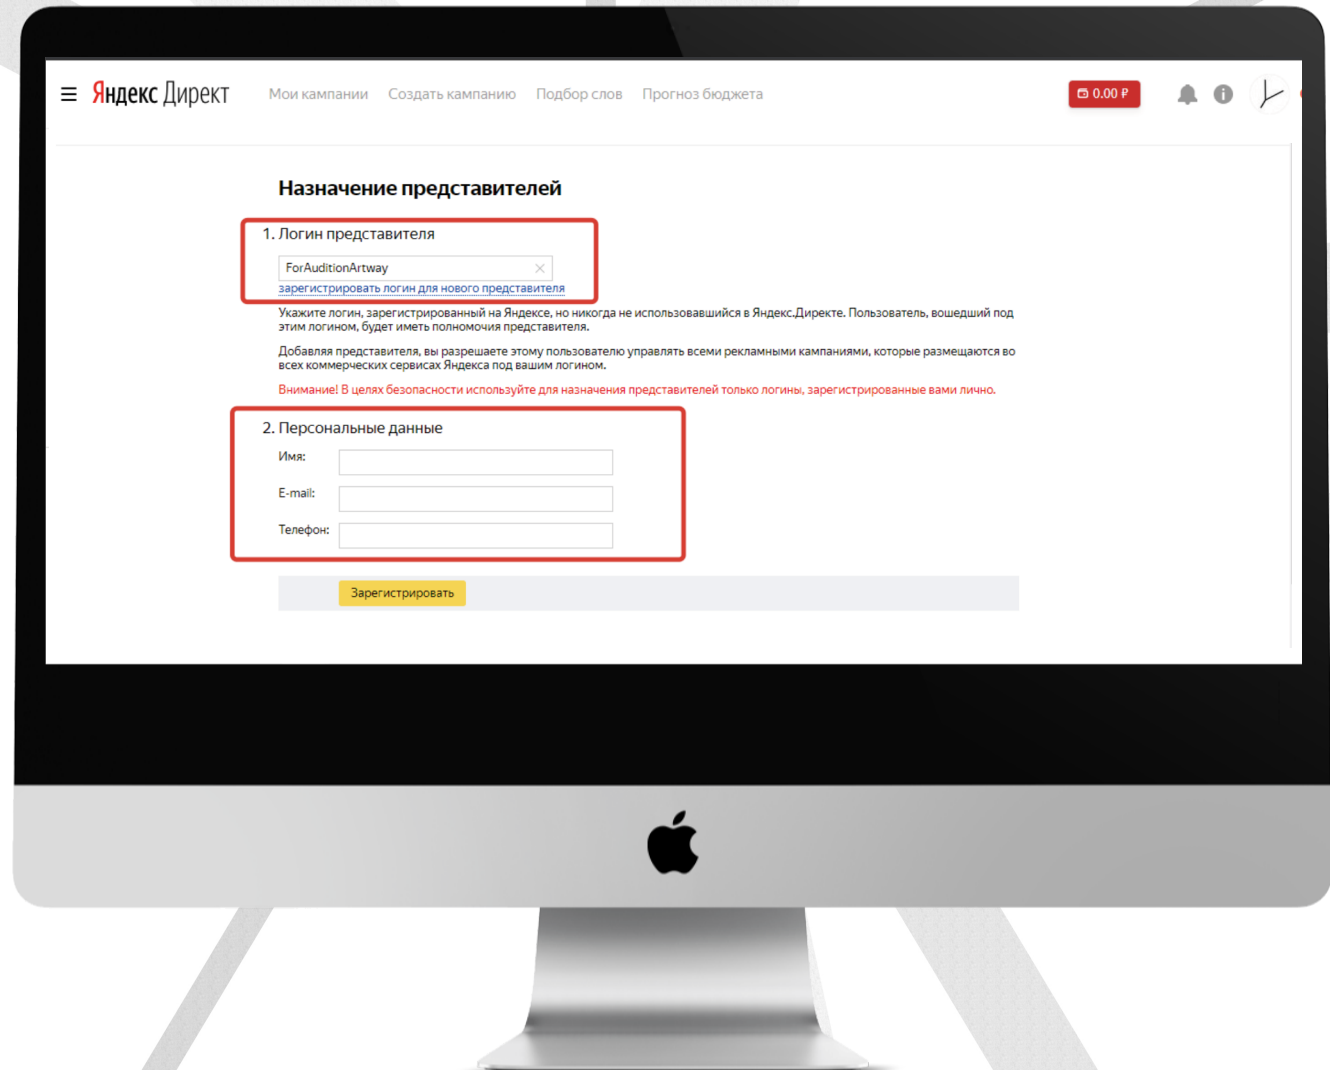 Яндекс Директ
Мои кампании Создать кампанию Подбор слов Прогноз бюджета
0.00 ₽
Назначение представителей
1. Логин представителя
ForAuditionArtway
зарегистрировать логин для нового представителя
Укажите логин, зарегистрированный на Яндексе, но никогда не использовавшийся в Яндекс.Директе. Пользователь, вошедший под
этим логином, будет иметь полномочия представителя.
Добавляя представителя, вы разрешаете этому пользователю управлять всеми рекламными кампаниями, которые размещаются во
всех коммерческих сервисах Яндекса под вашим логином.
Внимание! В целях безопасности используйте для назначения представителей только логины, зарегистрированные вами лично.
2. Персональные данные
Имя:
E-mail:
Телефон:
Зарегистрировать